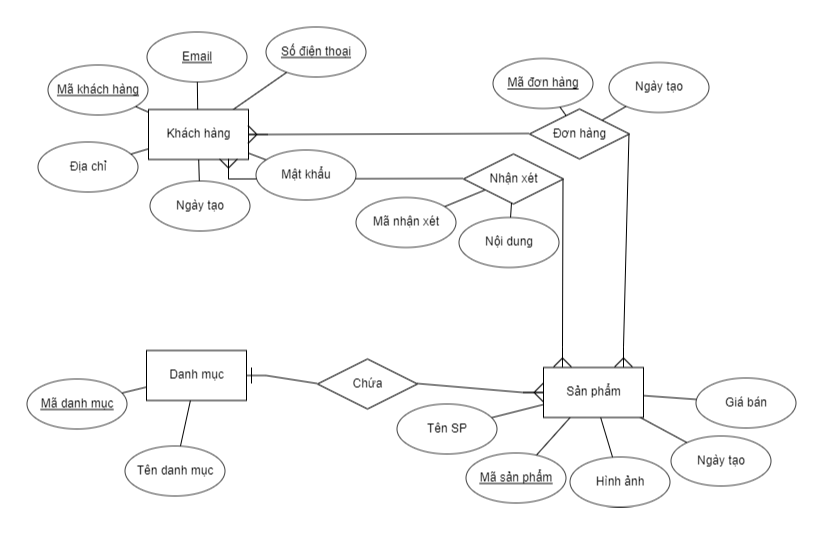 Số điện thoại
Email
Mã khách hàng
Khách hàng
Địa chỉ
Ngày tạo
Mật khẩu
Mã đơn hàng
Ngày tạo
Đơn hàng
Nhận xét
Mã nhận xét
Nội dung
Danh mục
Mã danh mục
Tên danh mục
Chứa
Sản phẩm
Tên SP
Mã sản phẩm
Hình ảnh
Ngày tạo
Giá bán